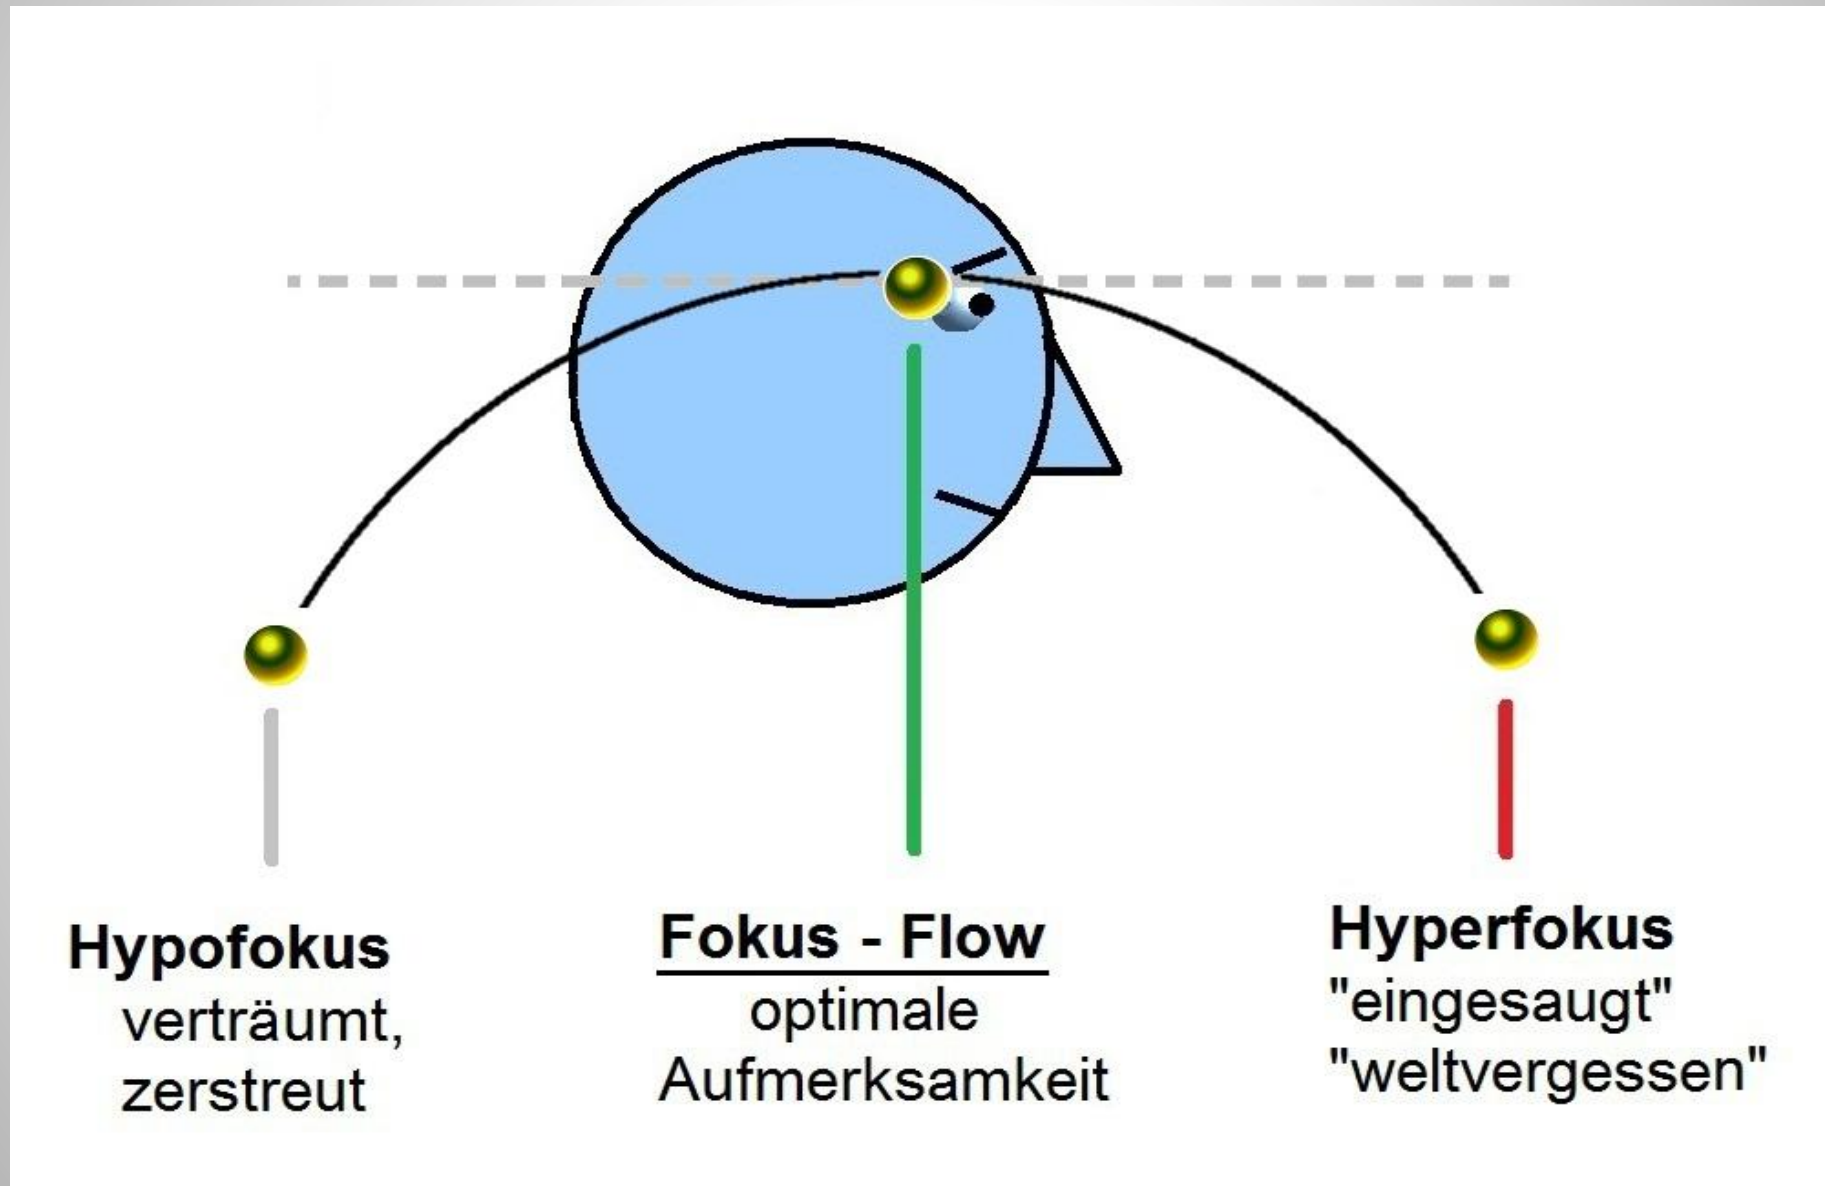 Hypofokus
verträumt,
zerstreut
Fokus - Flow
optimale
Aufmerksamkeit
Hyperfokus
"eingesaugt"
"weltvergessen"